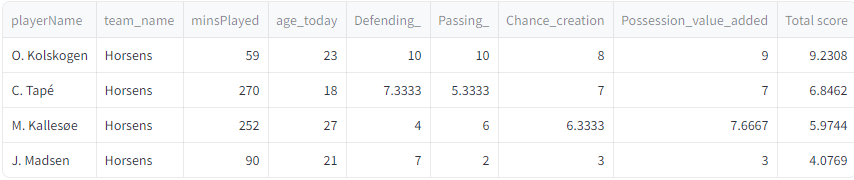 playerName team_name minsPlayed age_today Defending_ Passing_ Chance_creation Possession_value_added Total score
O. Kolskogen Horsens 59 23 10 10 8 9 9.2308
C. Tapé Horsens 270 18 7.3333 5.3333 7 7 6.8462
M. Kallesøe Horsens 252 27 4 6 6.3333 7.6667 5.9744
J. Madsen Horsens 90 21 7 2 3 3 4.0769